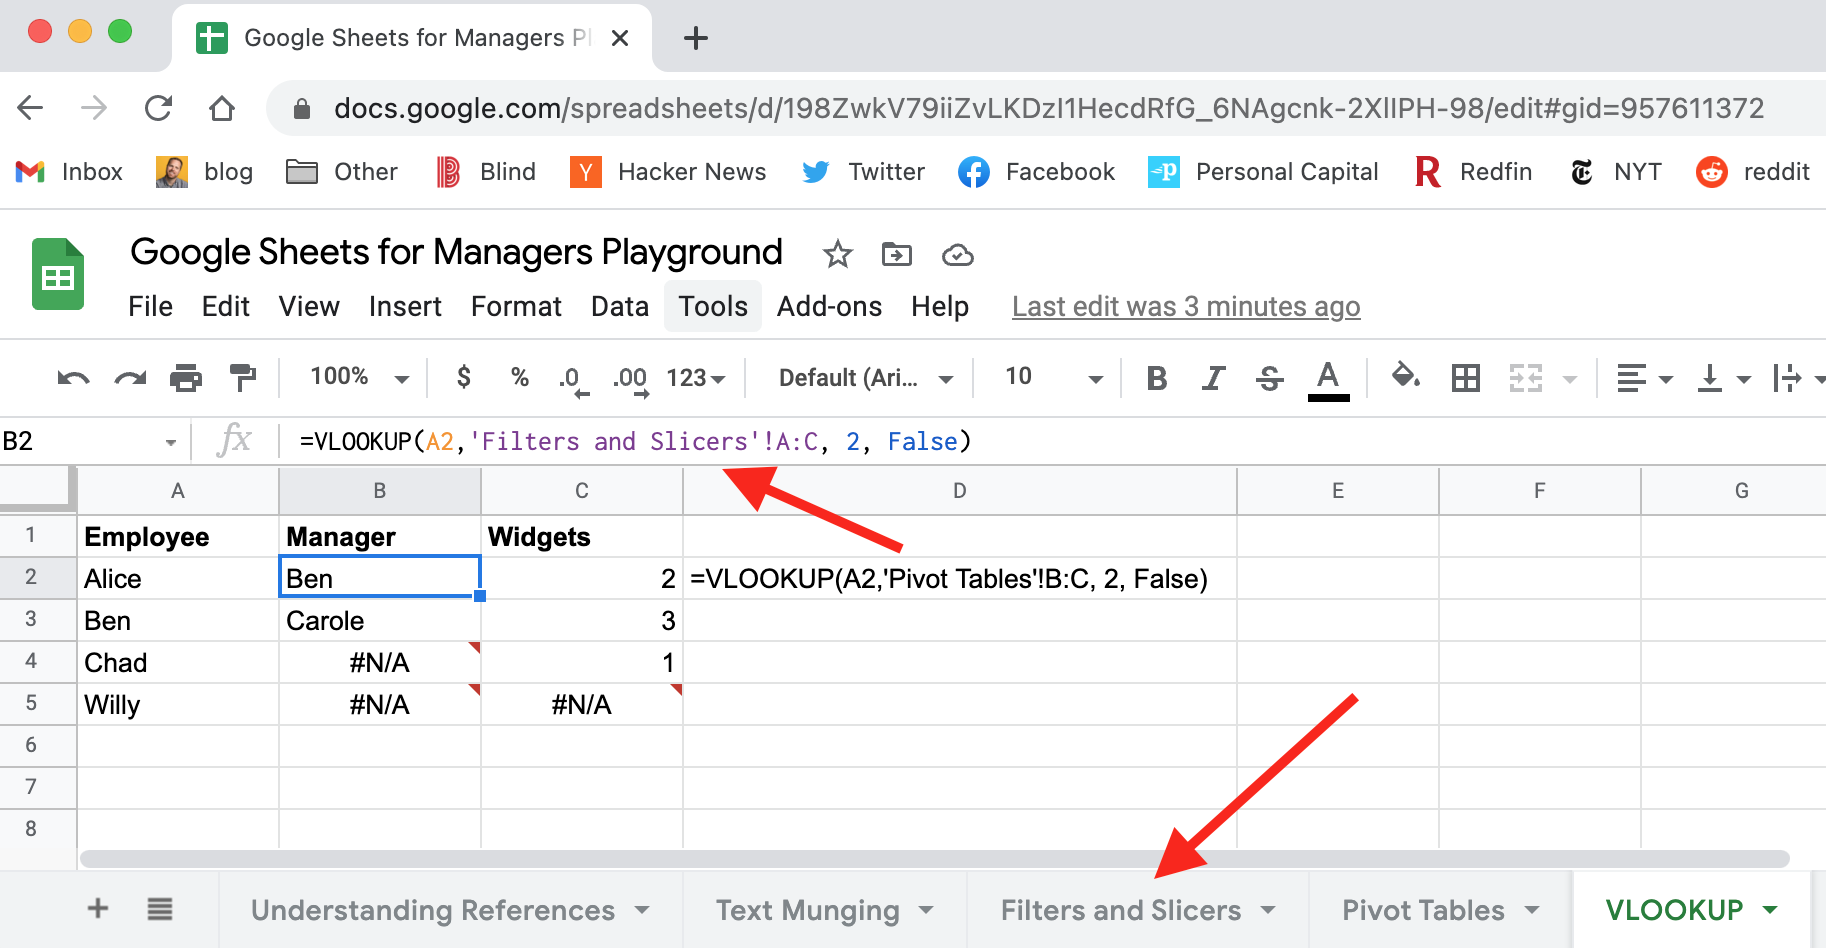 Google Sheets for Managers Pl
docs.google.com/spreadsheets/d/198ZwkV79iiZvLKDzI1HecdRfG_6NAgcnk-2XlIPH-98/edit#gid=957611372
Inbox blog Other Blind Hacker News Twitter Facebook Personal Capital Redfin NYT reddit
Google Sheets for Managers Playground
File Edit View Insert Format Data Tools Add-ons Help Last edit was 3 minutes ago
100% $ % .0 .00 123 Default (Ari... 10 B I S A
B2 fx =VLOOKUP(A2,'Filters and Slicers'!A:C, 2, False)
A B C D E F G
1 Employee Manager Widgets
2 Alice Ben 2 =VLOOKUP(A2,'Pivot Tables'!B:C, 2, False)
3 Ben Carole 3
4 Chad #N/A 1
5 Willy #N/A #N/A
6
7
8
+ Understanding References Text Munging Filters and Slicers Pivot Tables VLOOKUP